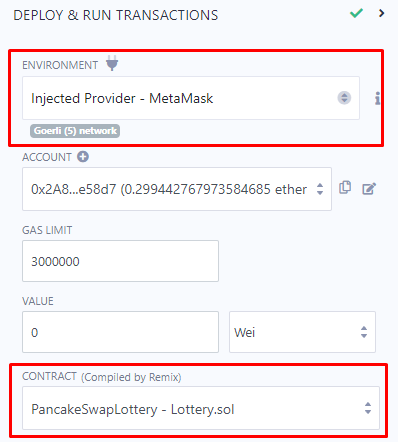 DEPLOY & RUN TRANSACTIONS
ENVIRONMENT
Injected Provider - MetaMask
Goerli (5) network
ACCOUNT
0x2A8...e58d7 (0.299442767973584685 ether
GAS LIMIT
3000000
VALUE
0 Wei
CONTRACT (Compiled by Remix)
PancakeSwapLottery - Lottery.sol